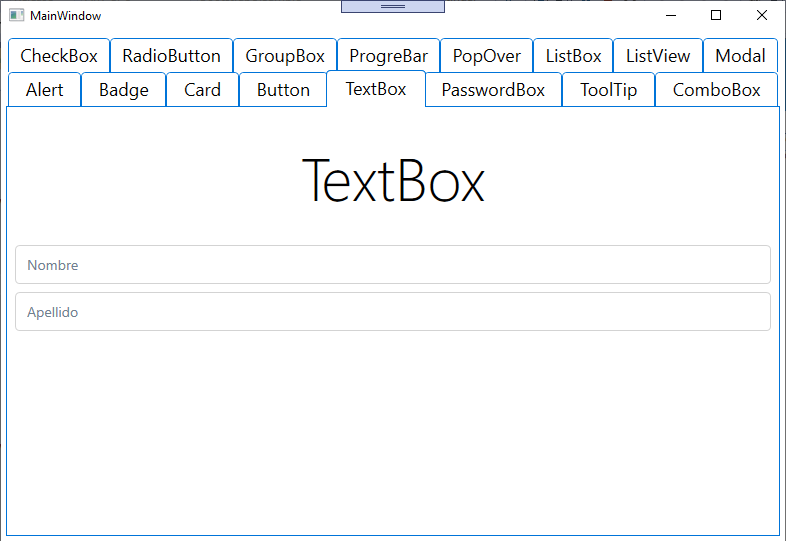 MainWindow
CheckBox RadioButton GroupBox ProgreBar PopOver ListBox ListView Modal
Alert Badge Card Button TextBox PasswordBox ToolTip ComboBox
TextBox
Nombre
Apellido